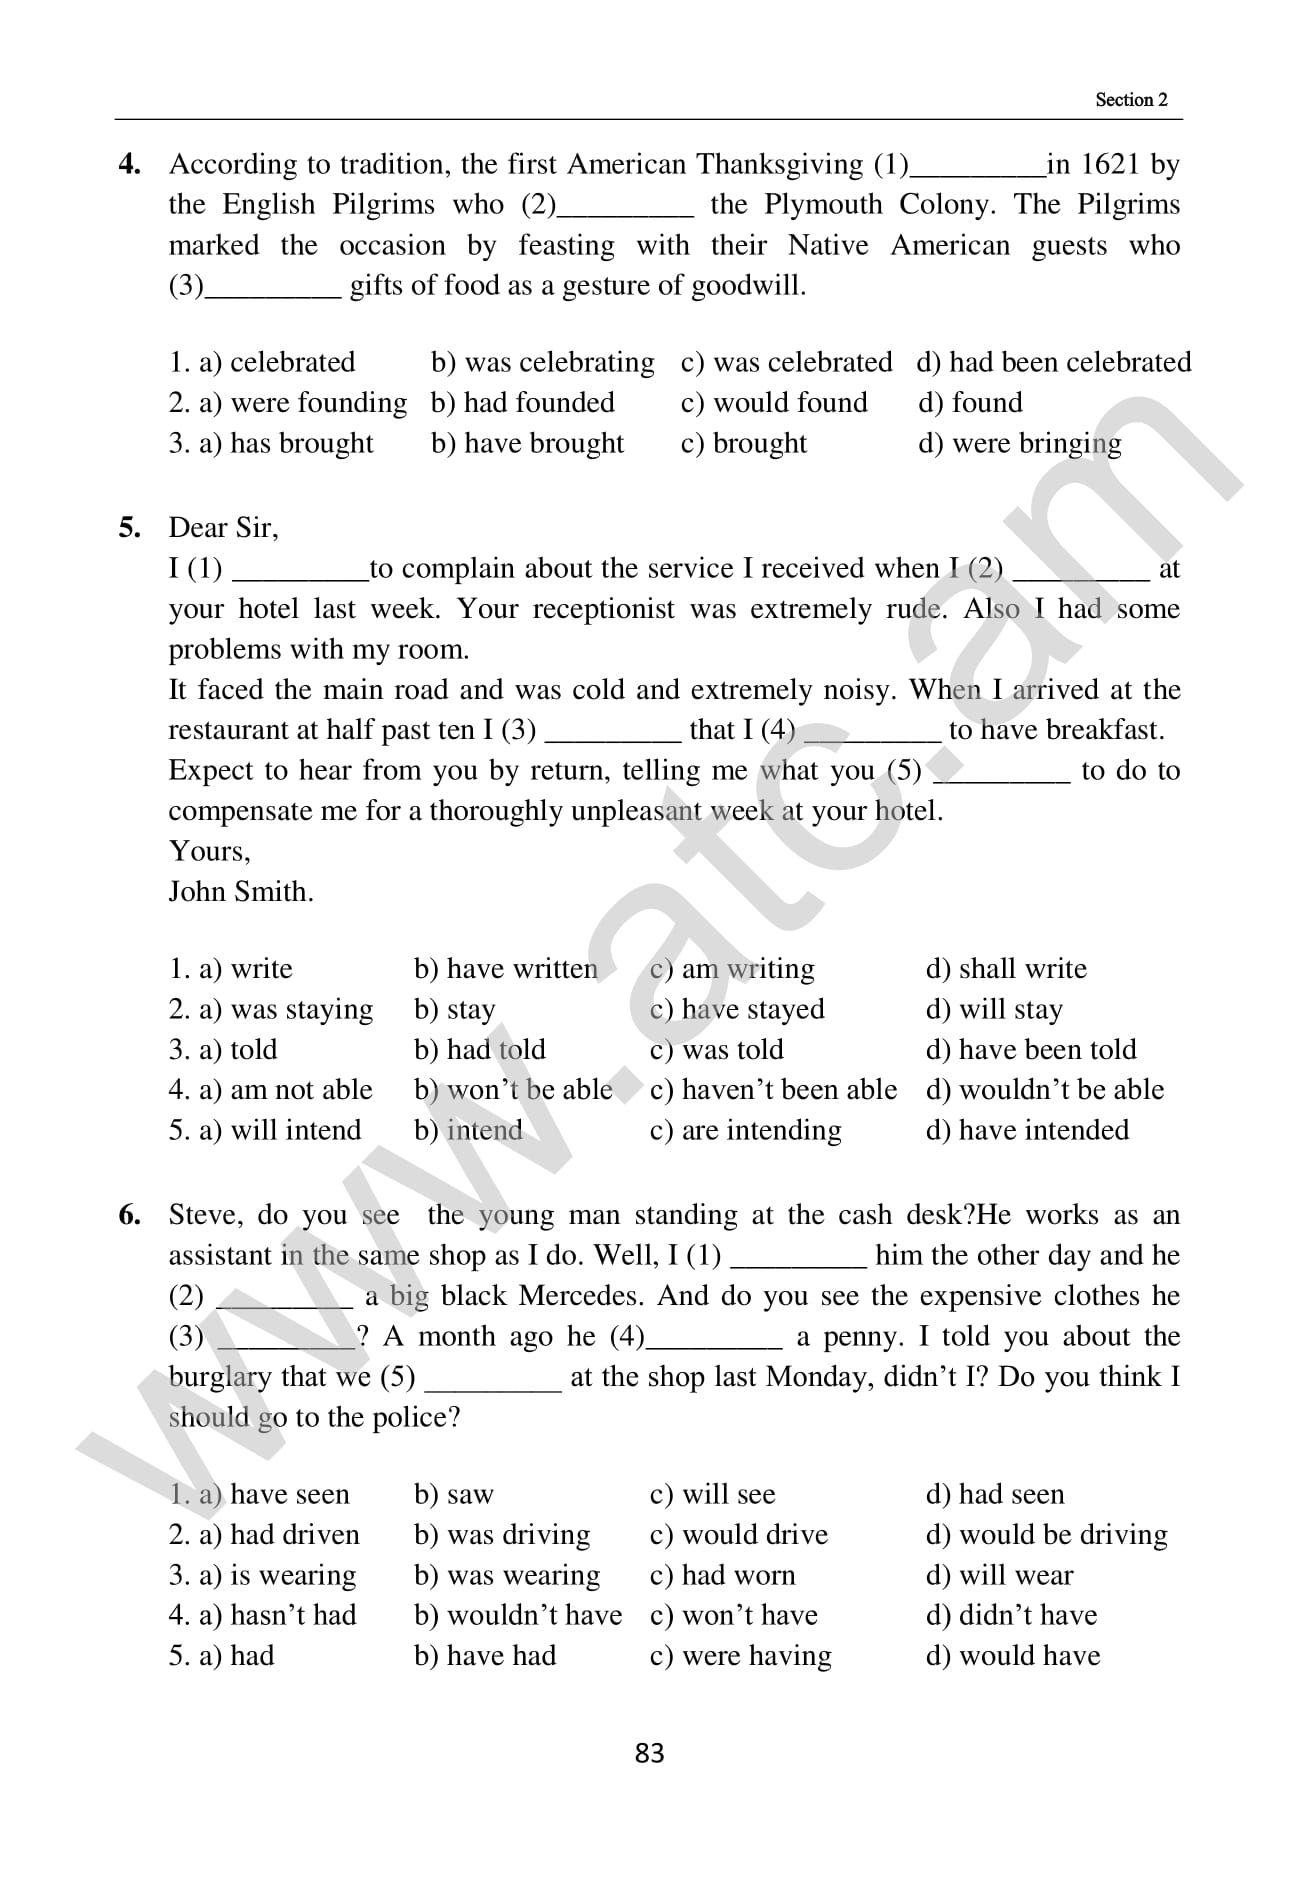 Section 2
4. According to tradition, the first American Thanksgiving (1)_________in 1621 by
the English Pilgrims who (2)_________ the Plymouth Colony. The Pilgrims
marked the occasion by feasting with their Native American guests who
(3)_________ gifts of food as a gesture of goodwill.
1. a) celebrated b) was celebrating c) was celebrated d) had been celebrated
2. a) were founding b) had founded c) would found d) found
3. a) has brought b) have brought c) brought d) were bringing
5. Dear Sir,
I (1) _________to complain about the service I received when I (2) _________ at
your hotel last week. Your receptionist was extremely rude. Also I had some
problems with my room.
It faced the main road and was cold and extremely noisy. When I arrived at the
restaurant at half past ten I (3) _________ that I (4) _________ to have breakfast.
Expect to hear from you by return, telling me what you (5) _________ to do to
compensate me for a thoroughly unpleasant week at your hotel.
Yours,
John Smith.
1. a) write b) have written c) am writing d) shall write
2. a) was staying b) stay c) have stayed d) will stay
3. a) told b) had told c) was told d) have been told
4. a) am not able b) won't be able c) haven't been able d) wouldn't be able
5. a) will intend b) intend c) are intending d) have intended
6. Steve, do you see the young man standing at the cash desk?He works as an
assistant in the same shop as I do. Well, I (1) _________ him the other day and he
(2) _________ a big black Mercedes. And do you see the expensive clothes he
(3) _________? A month ago he (4)_________ a penny. I told you about the
burglary that we (5) _________ at the shop last Monday, didn't I? Do you think I
should go to the police?
1. a) have seen b) saw c) will see d) had seen
2. a) had driven b) was driving c) would drive d) would be driving
3. a) is wearing b) was wearing c) had worn d) will wear
4. a) hasn't had b) wouldn't have c) won't have d) didn't have
5. a) had b) have had c) were having d) would have
83
www.atc.am